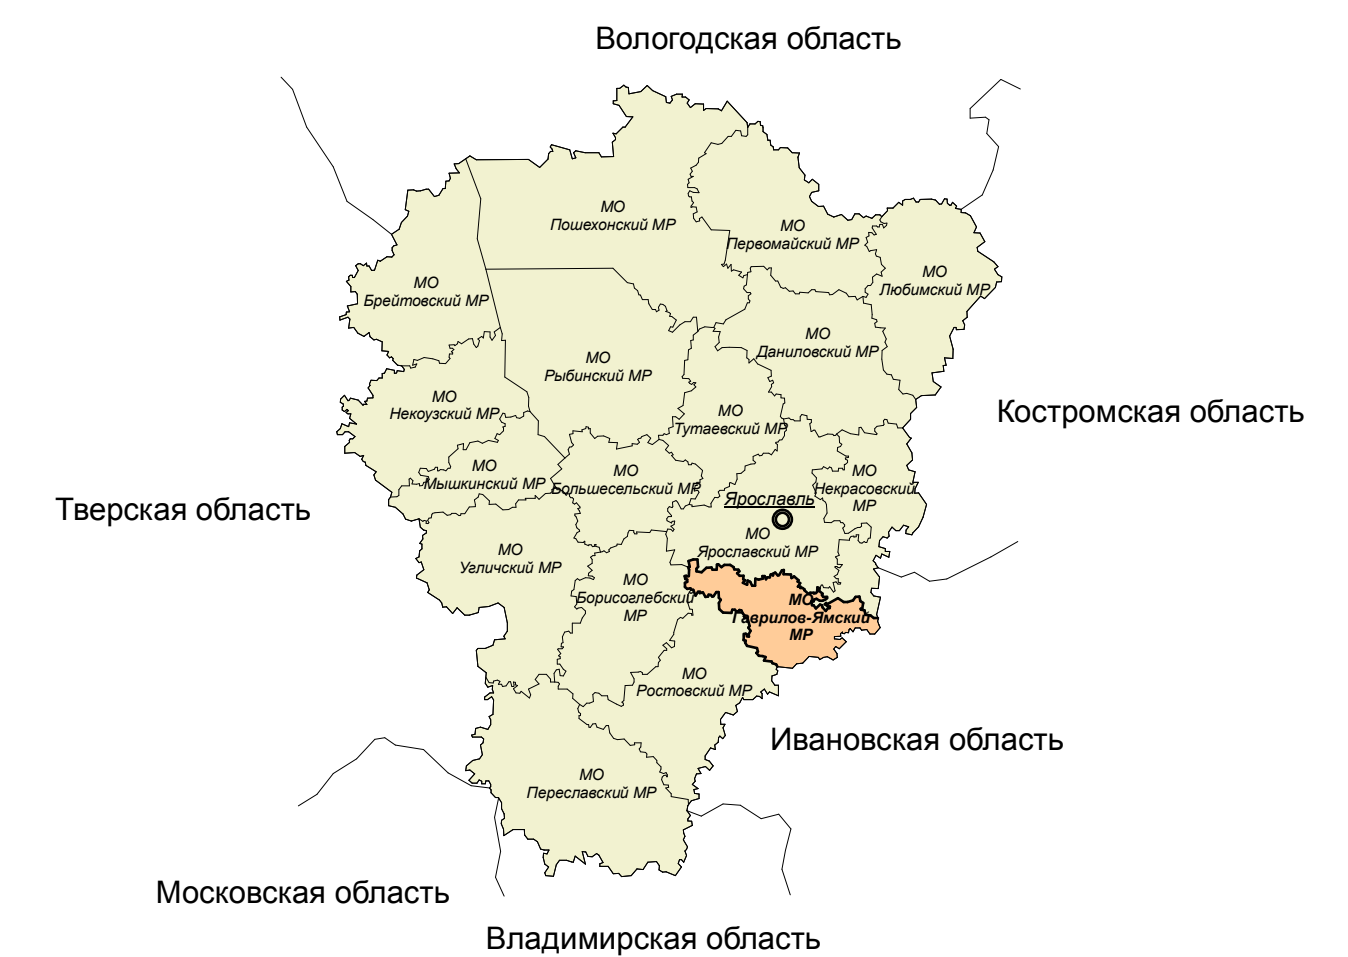 Вологодская область
МО
Пошехонский МР
МО
Первомайский МР
МО
Любимский МР
МО
Брейтовский МР
МО
Даниловский МР
МО
Рыбинский МР
МО
Некоузский МР
МО
Тутаевский МР
Костромская область
МО
Мышкинский МР
МО
Большесельский МР
МО
Некрасовский
МР
Ярославль
Тверская область
МО
Ярославский МР
МО
Угличский МР
МО
Борисоглебский
МР
МО
Гаврилов-Ямский
МР
МО
Ростовский МР
Ивановская область
МО
Переславский МР
Московская область
Владимирская область